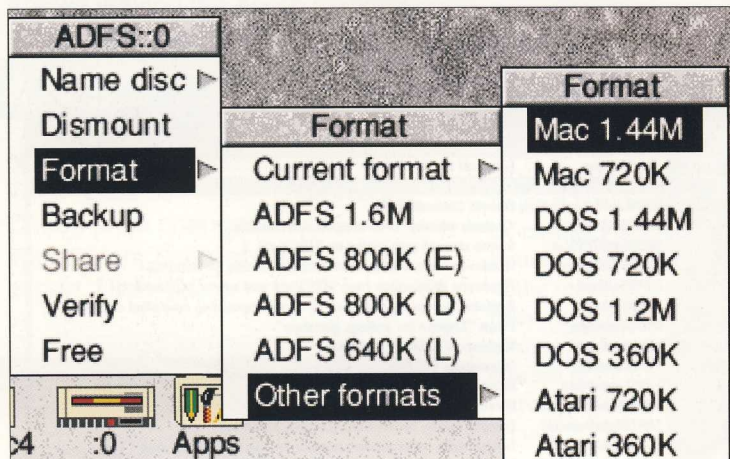 ADFS::0
Name disc
Dismount
Format
Backup
Share
Verify
Free
Format
Current format
ADFS 1.6M
ADFS 800K (E)
ADFS 800K (D)
ADFS 640K (L)
Other formats
Format
Mac 1.44M
Mac 720K
DOS 1.44M
DOS 720K
DOS 1.2M
DOS 360K
Atari 720K
Atari 360K
:4
:0
Apps